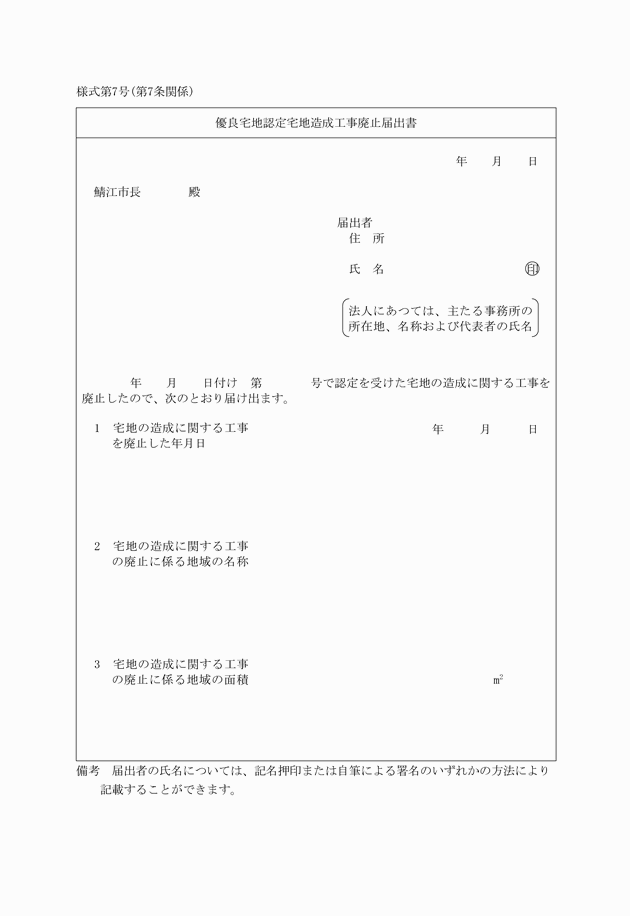 様式第7号(第7条関係)
優良宅地認定宅地造成工事廃止届出書
年　　月　　日
鯖江市長　　　　殿
届出者
住　所
氏　名　　　　　　　　　　　　㊞
法人にあつては、主たる事務所の
所在地、名称および代表者の氏名
年　　月　　日付け　第　　　　号で認定を受けた宅地の造成に関する工事を
廃止したので、次のとおり届け出ます。
1　宅地の造成に関する工事　　　　　　　　　　年　　　月　　　日
を廃止した年月日
2　宅地の造成に関する工事
の廃止に係る地域の名称
3　宅地の造成に関する工事
の廃止に係る地域の面積　　　　　　　　　　m²
備考　届出者の氏名については、記名押印または自筆による署名のいずれかの方法により
記載することができます。